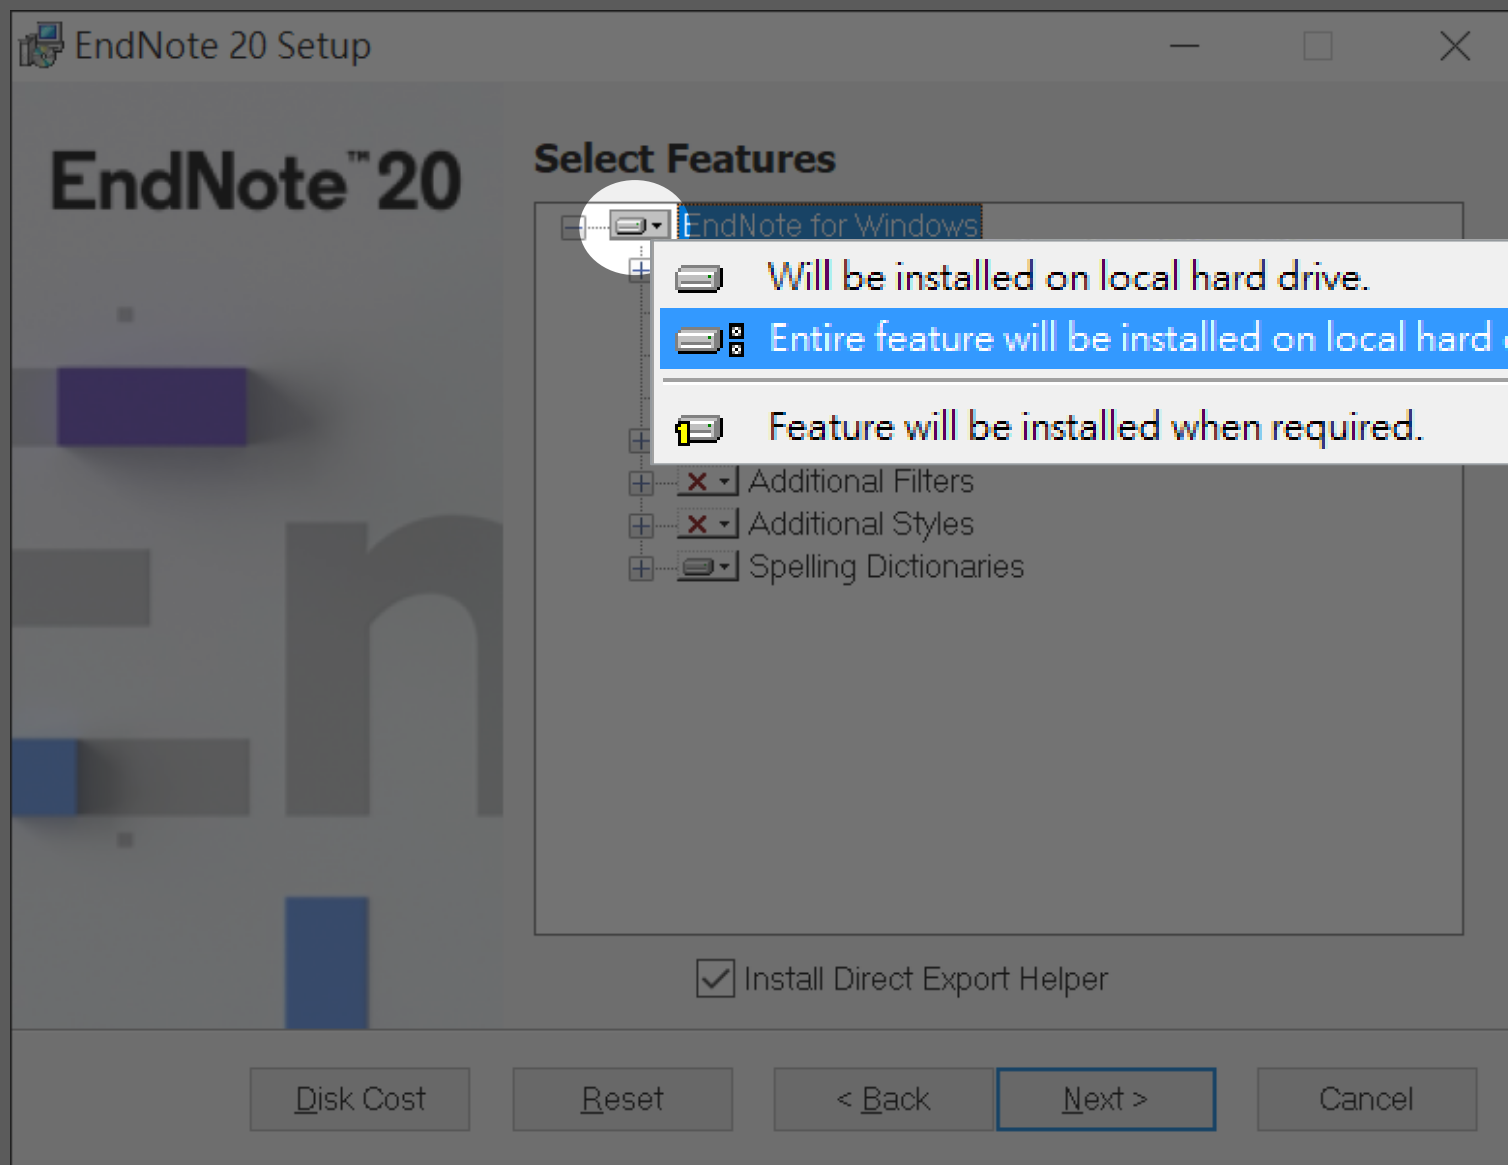 EndNote 20 Setup
EndNote™ 20
Select Features
EndNote for Windows
Will be installed on local hard drive.
Entire feature will be installed on local hard
Feature will be installed when required.
Additional Filters
Additional Styles
Spelling Dictionaries
Install Direct Export Helper
Disk Cost
Reset
< Back
Next >
Cancel